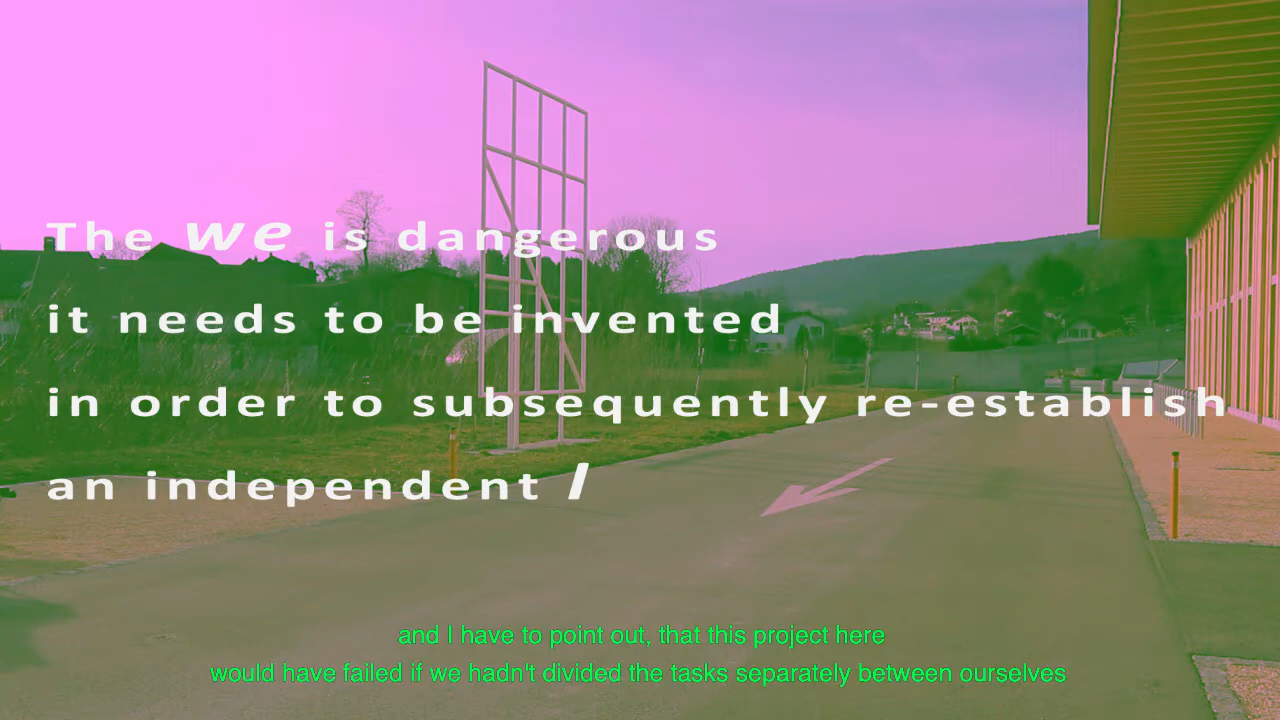 The we is dangerous
it needs to be invented
in order to subsequently re-establish
an independent I
and I have to point out, that this project here
would have failed if we hadn't divided the tasks separately between ourselves